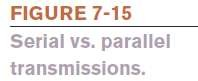 FIGURE 7-15
Serial vs. parallel
transmissions.